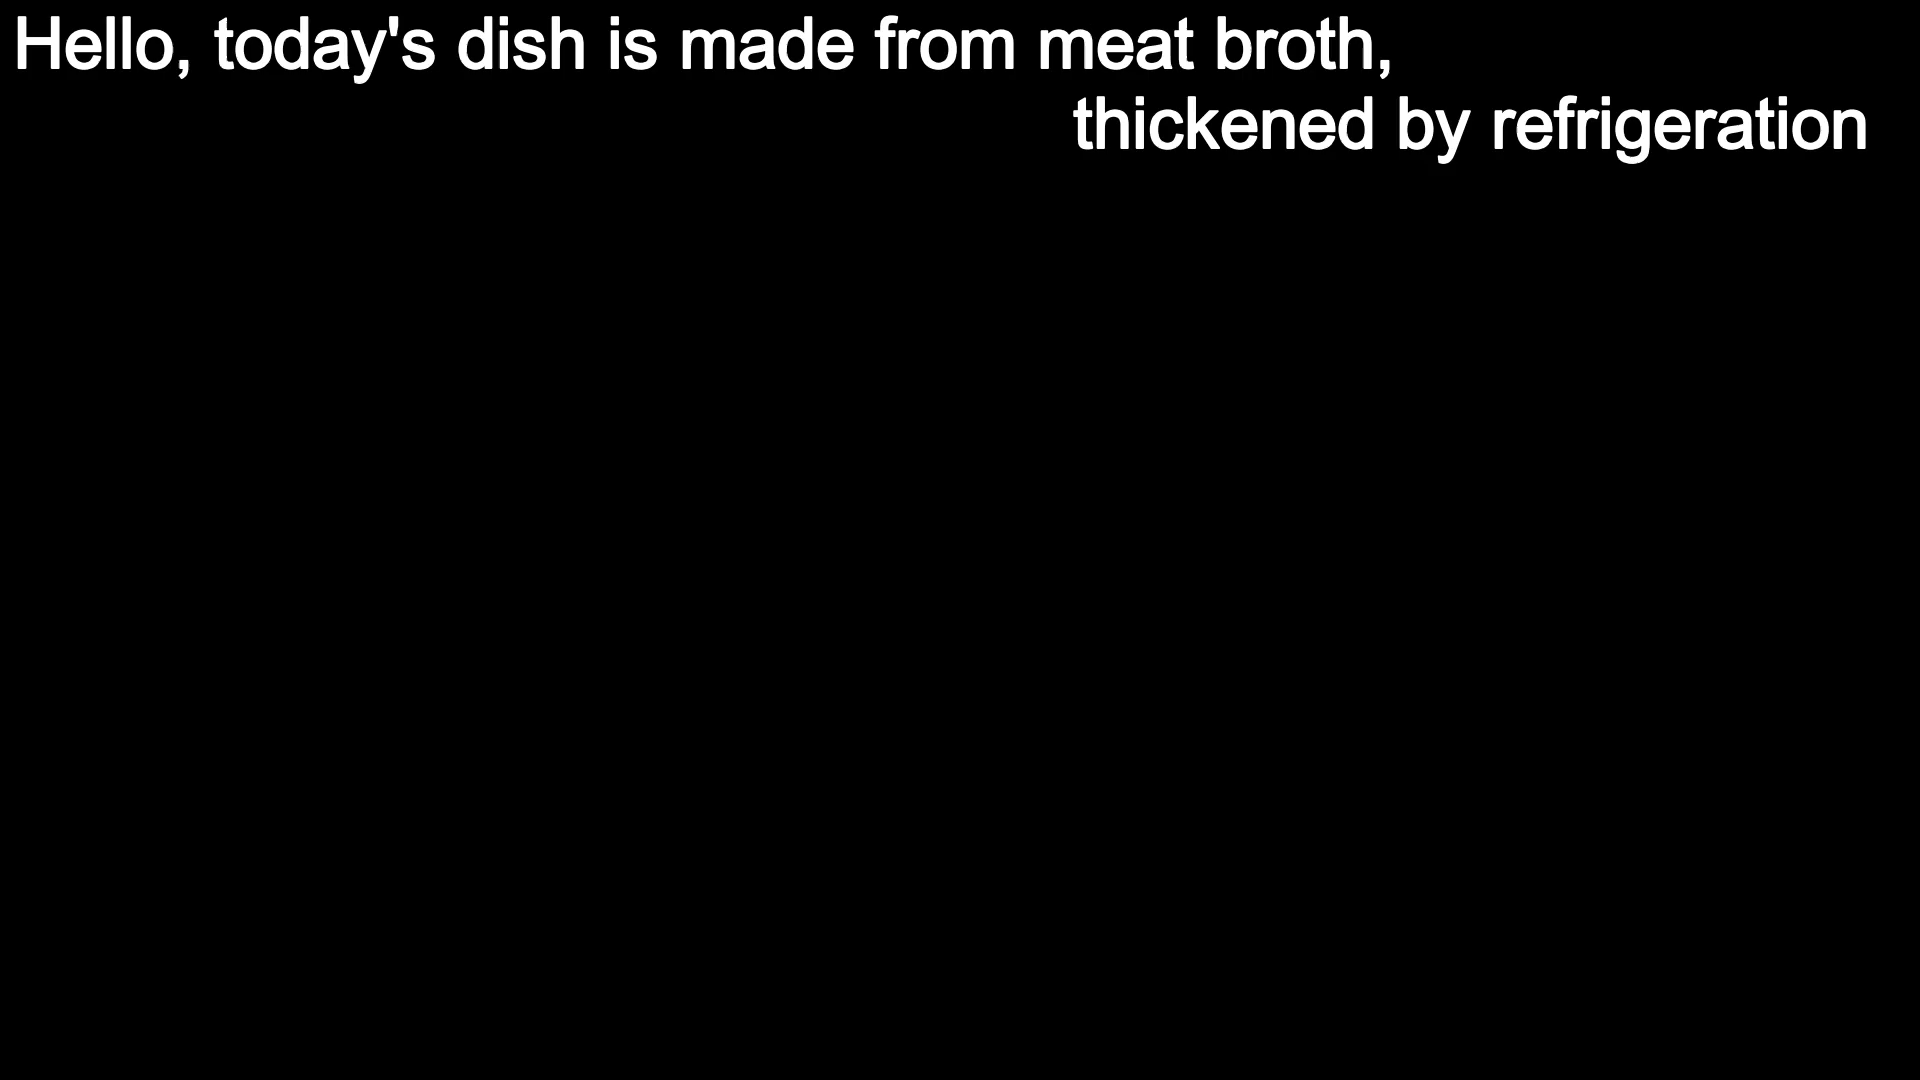 Hello, today's dish is made from meat broth,
thickened by refrigeration